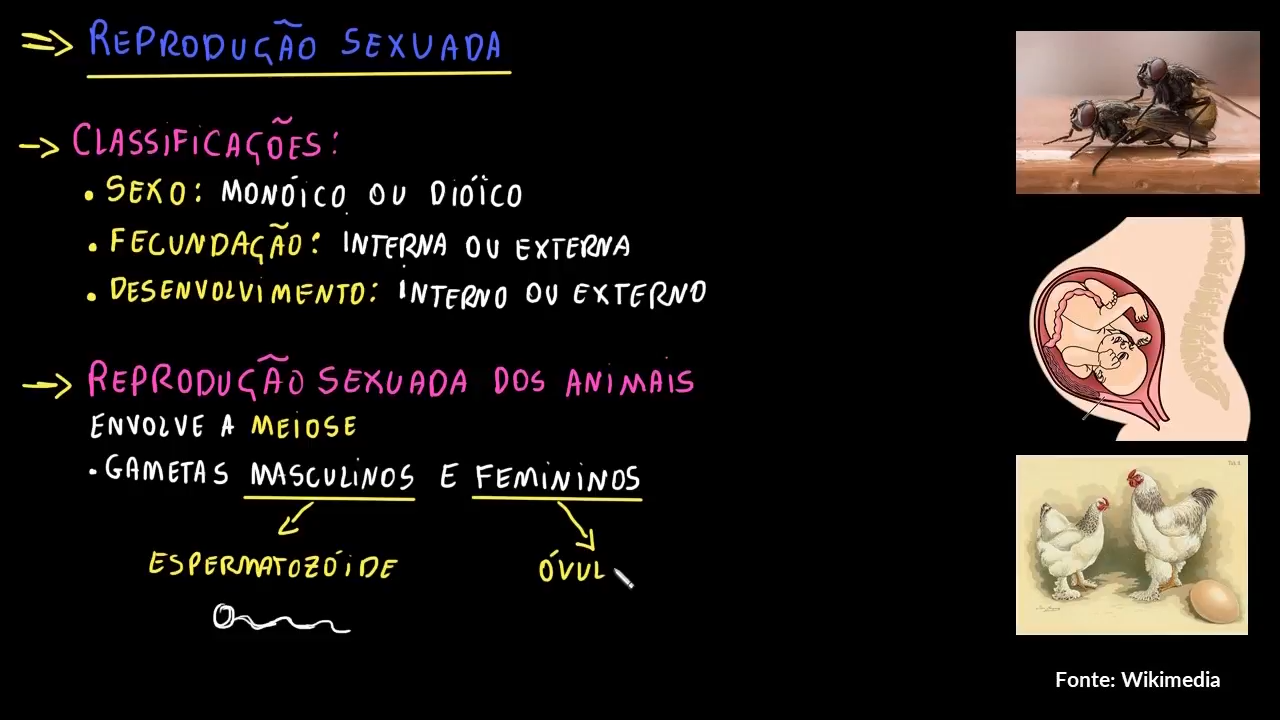 ⇒ REPRODUÇÃO SEXUADA
→ CLASSIFICAÇÕES:
• SEXO: MONÓICO OU DIÓICO
• FECUNDAÇÃO: INTERNA OU EXTERNA
• DESENVOLVIMENTO: INTERNO OU EXTERNO
→ REPRODUÇÃO SEXUADA DOS ANIMAIS
ENVOLVE A MEIOSE
• GAMETAS MASCULINOS E FEMININOS
ESPERMATOZÓIDE ÓVUL
Fonte: Wikimedia